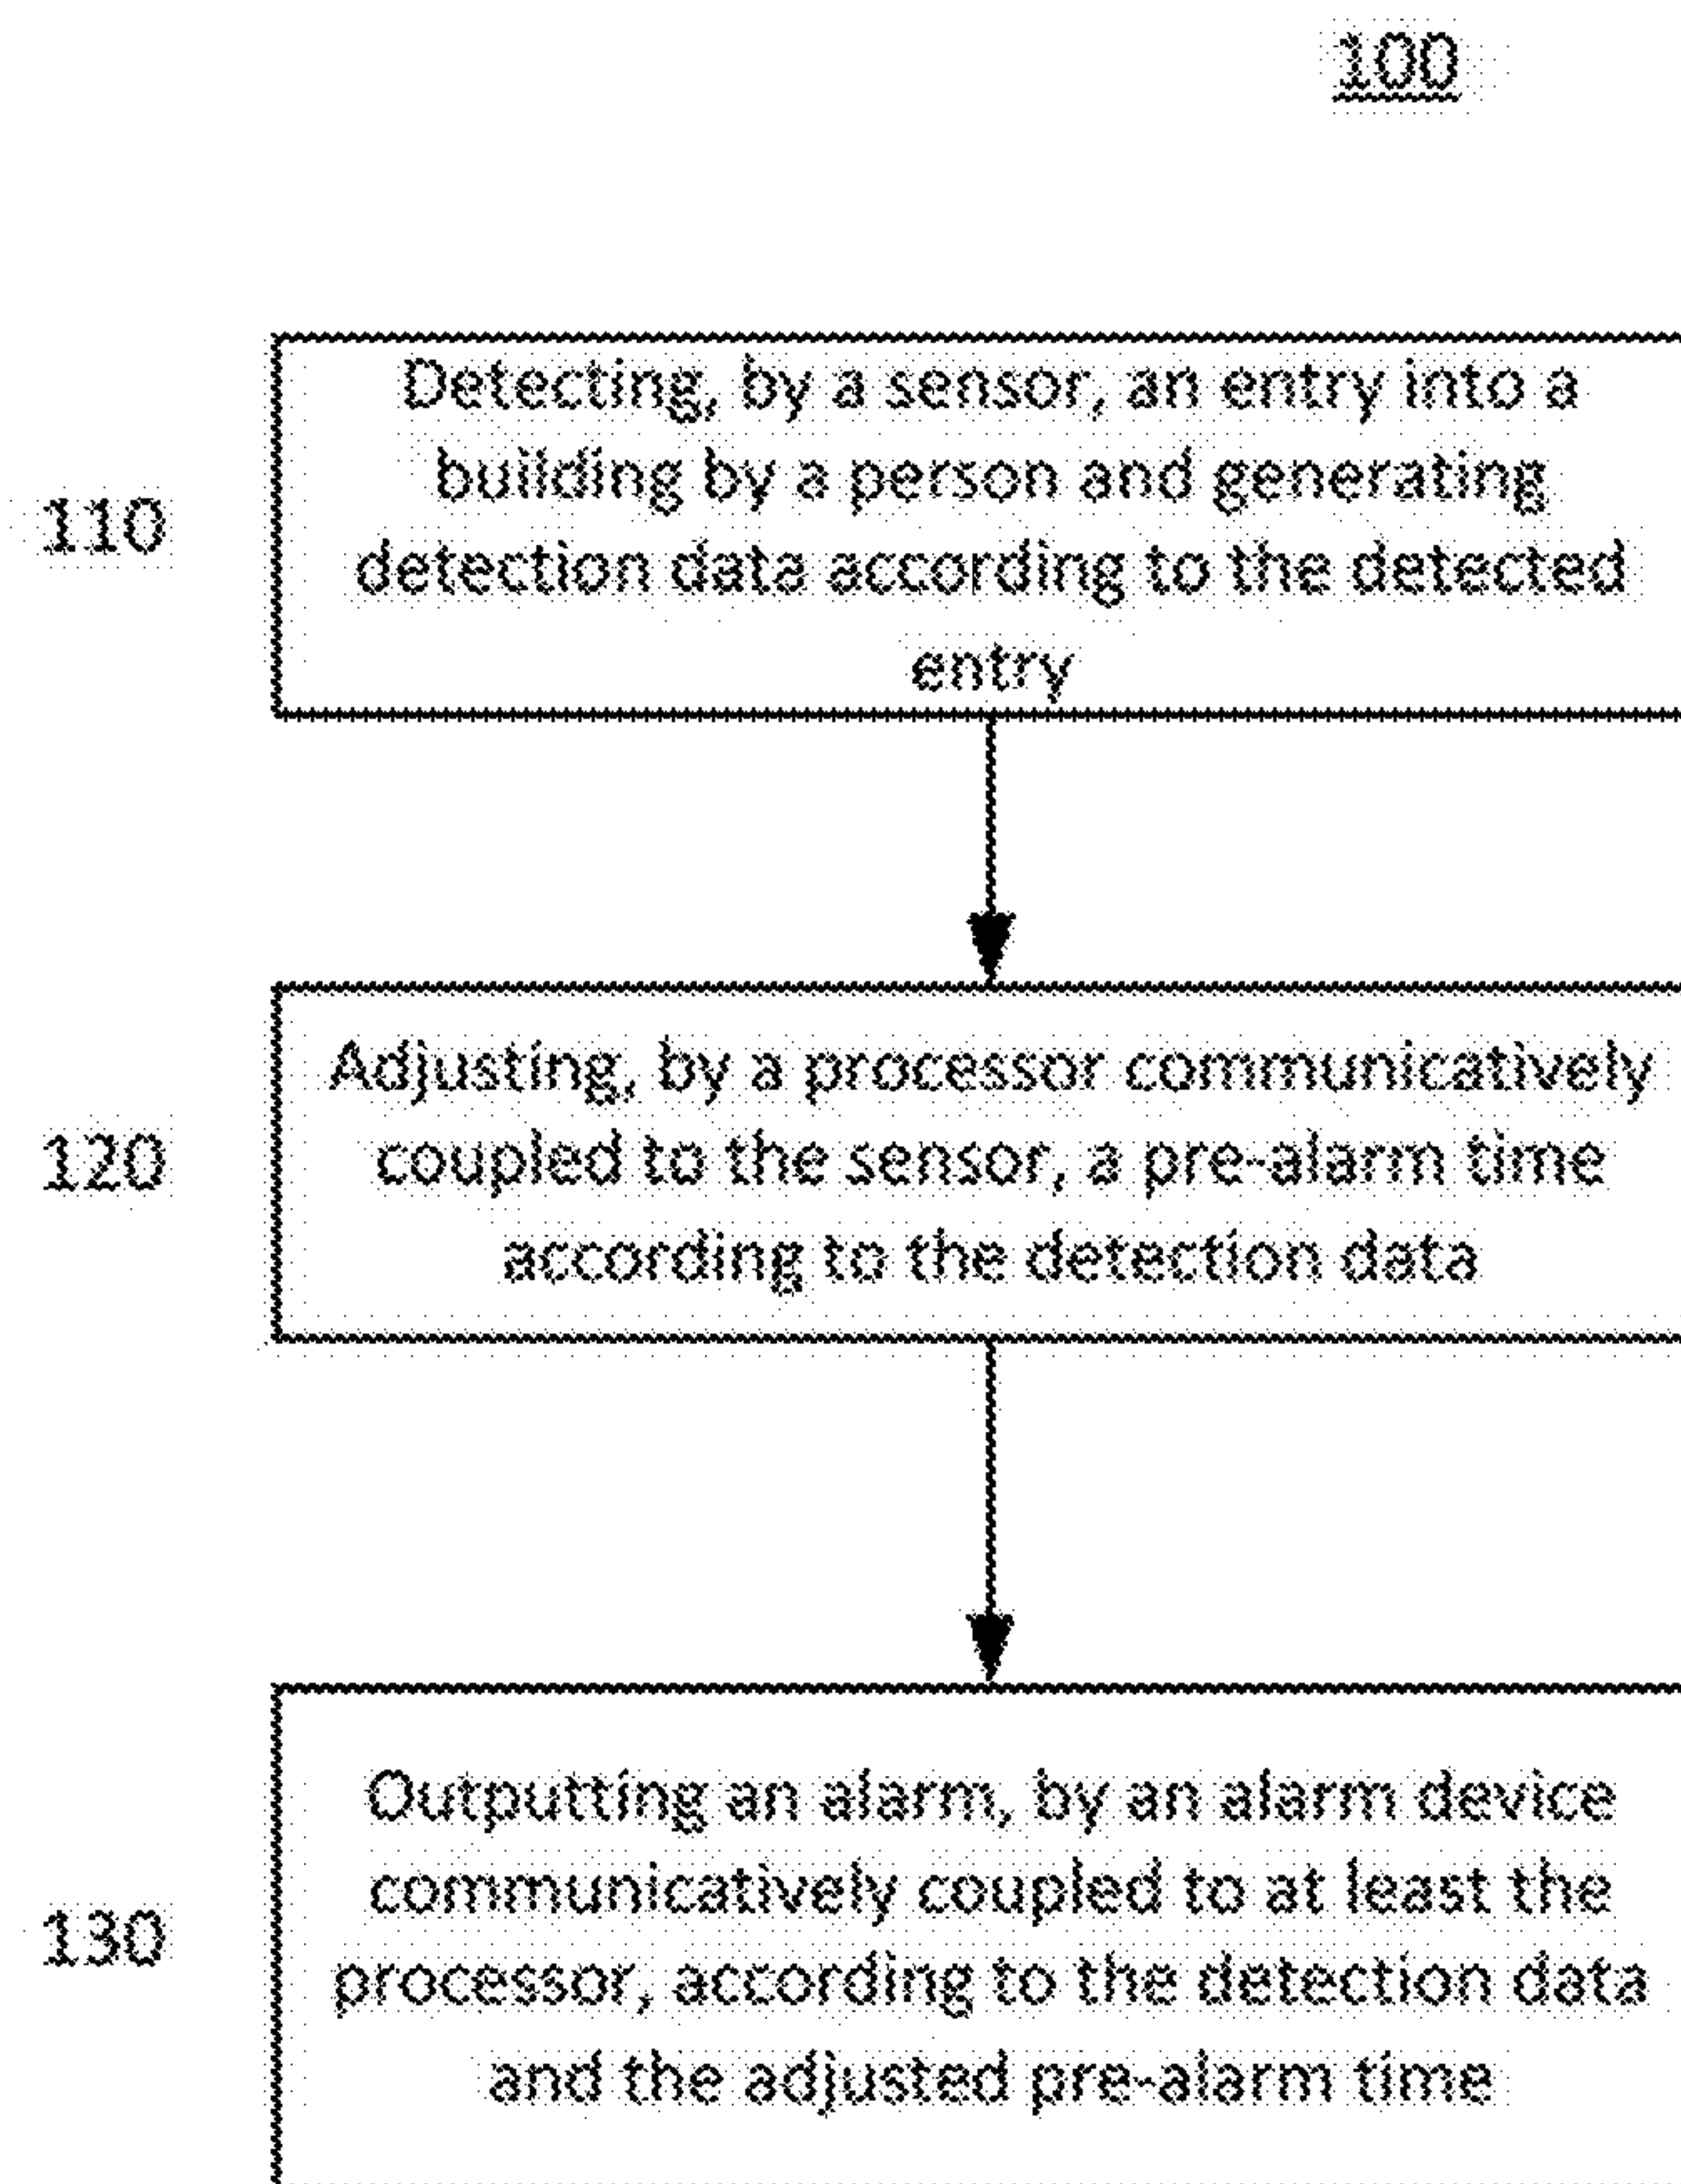 100
Detecting, by a sensor, an entry into a
building by a person and generating
110
detection data according to the detected
entry
Adjusting, by a processor communicatively
120
coupled to the sensor, a pre-alarm time
according to the detection data
Outputting an alarm, by an alarm device
communicatively coupled to at least the
130
processor, according to the detection data
and the adjusted pre-alarm time